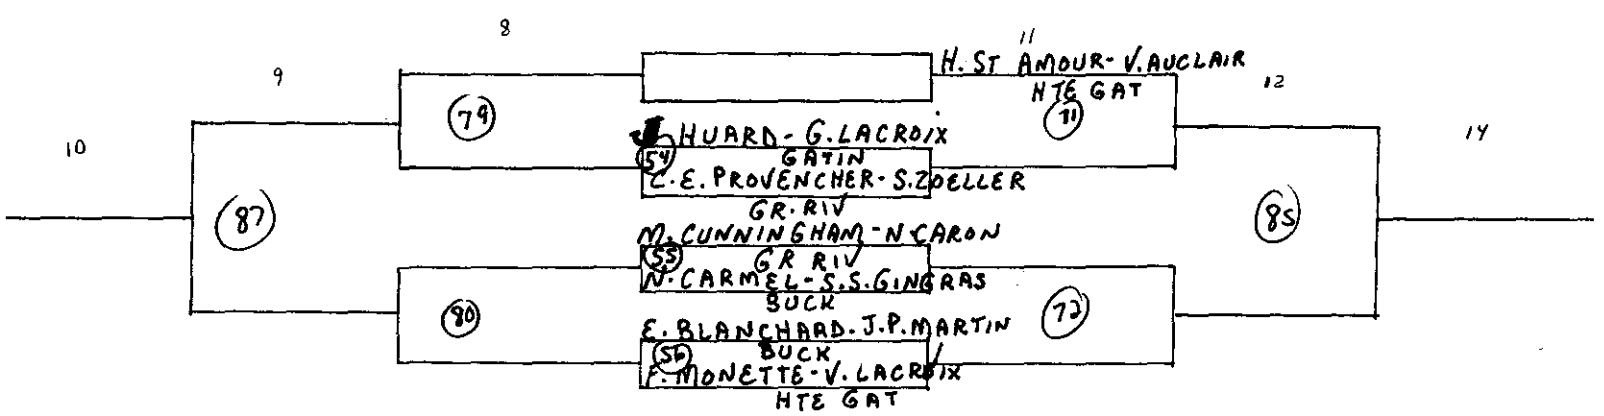 8
11
H. ST AMOUR- V. AUCLAIR
9
12
HTE GAT
79
71
10
J HUARD - G. LACROIX
14
54
GATIN
C.E. PROVENCHER- S. ZOELLER
87
GR. RIV
85
M. CUNNINGHAM - N. CARON
55
GR RIV
N. CARMEL - S.S. GINGRAS
BUCK
80
72
E. BLANCHARD. J.P. MARTIN
56
BUCK
F. MONETTE - V. LACROIX
HTE GAT